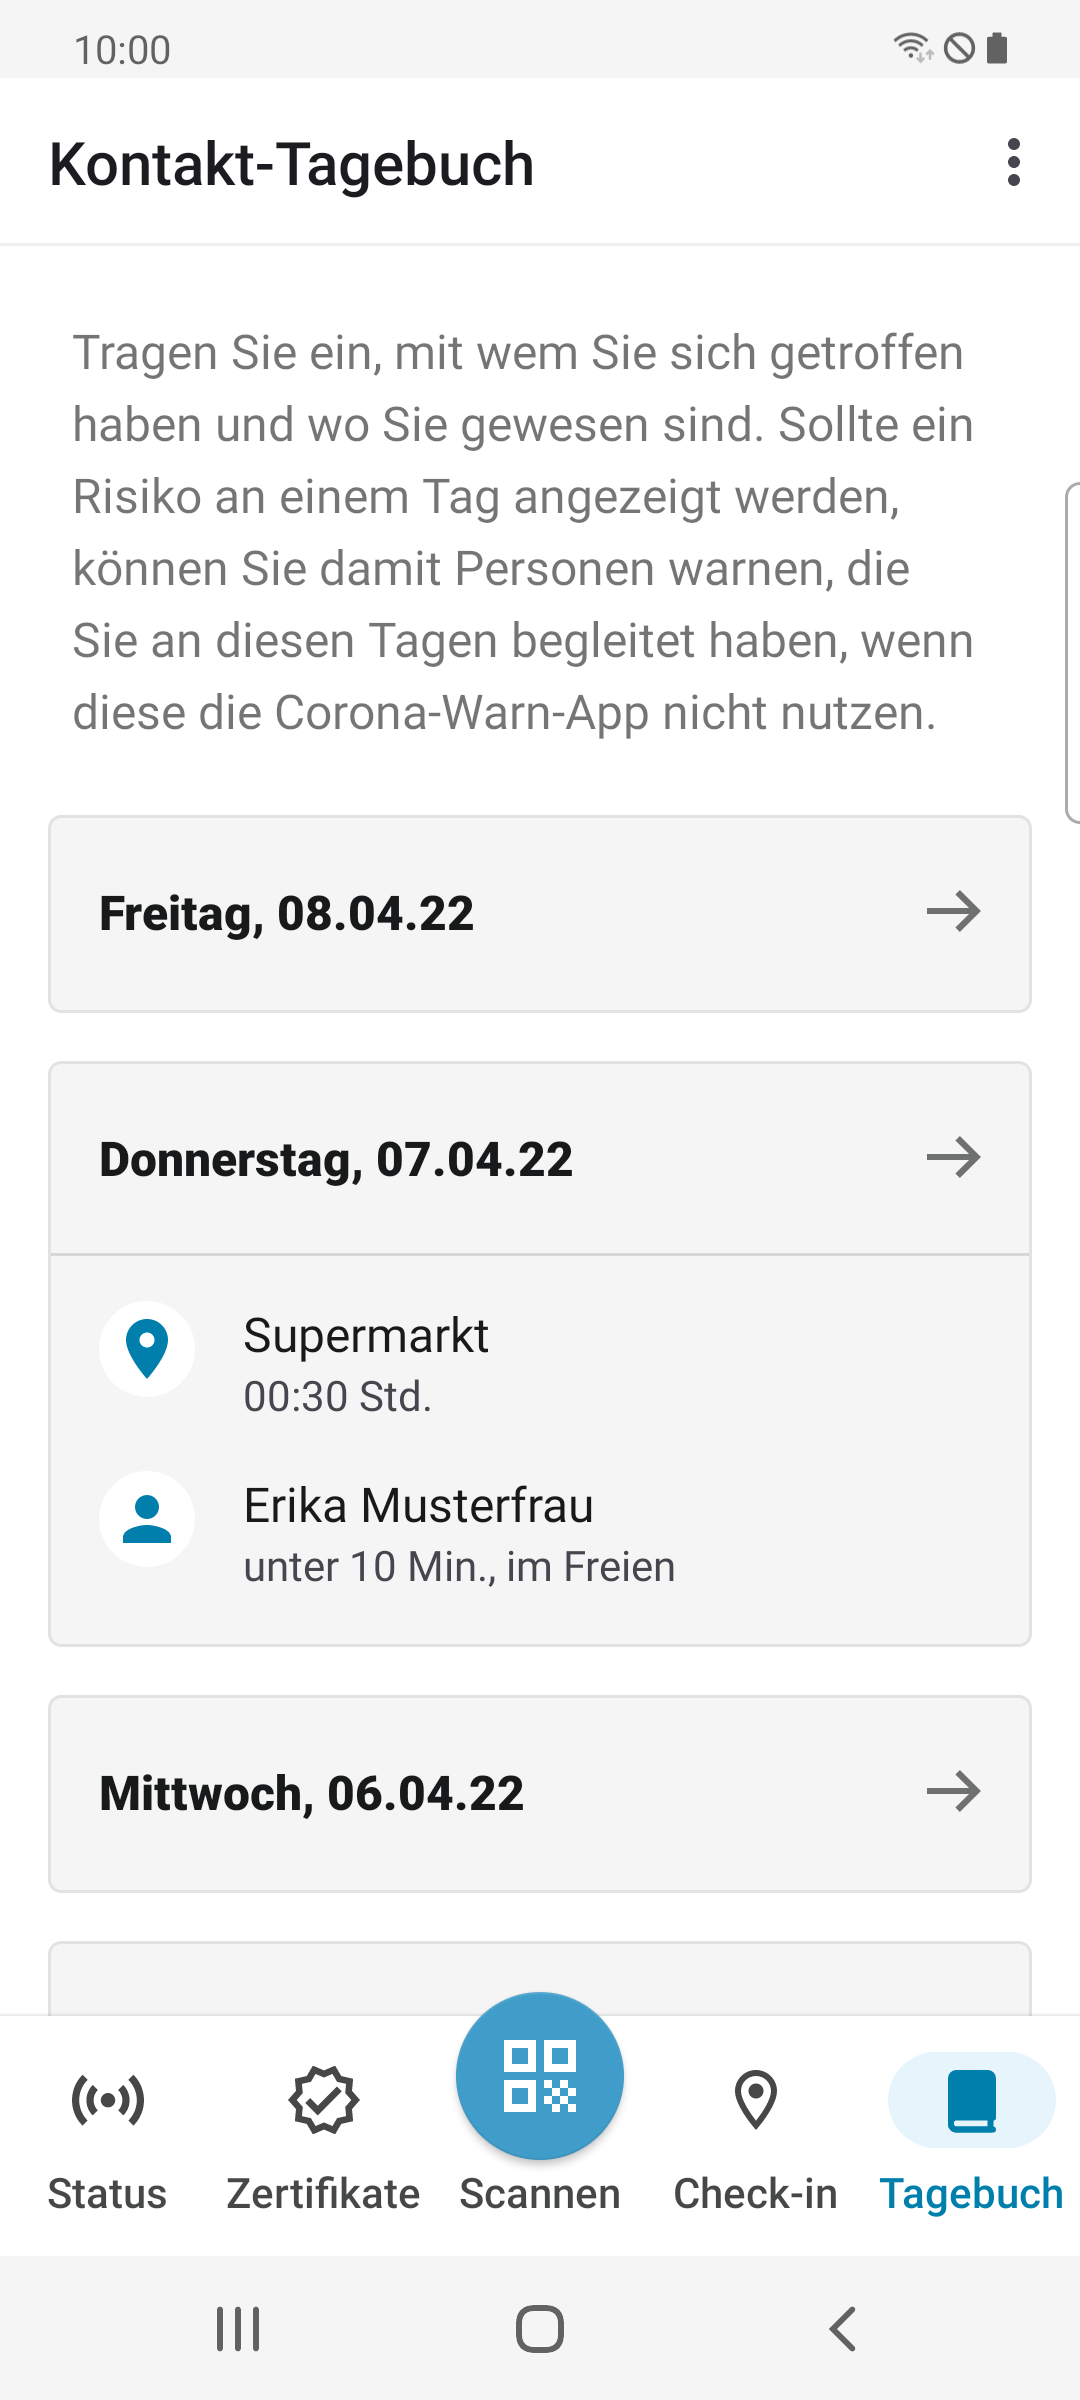 10:00
Kontakt-Tagebuch
Tragen Sie ein, mit wem Sie sich getroffen
haben und wo Sie gewesen sind. Sollte ein
Risiko an einem Tag angezeigt werden,
können Sie damit Personen warnen, die
Sie an diesen Tagen begleitet haben, wenn
diese die Corona-Warn-App nicht nutzen.
Freitag, 08.04.22
Donnerstag, 07.04.22
Supermarkt
00:30 Std.
Erika Musterfrau
unter 10 Min., im Freien
Mittwoch, 06.04.22
Status Zertifikate Scannen Check-in Tagebuch